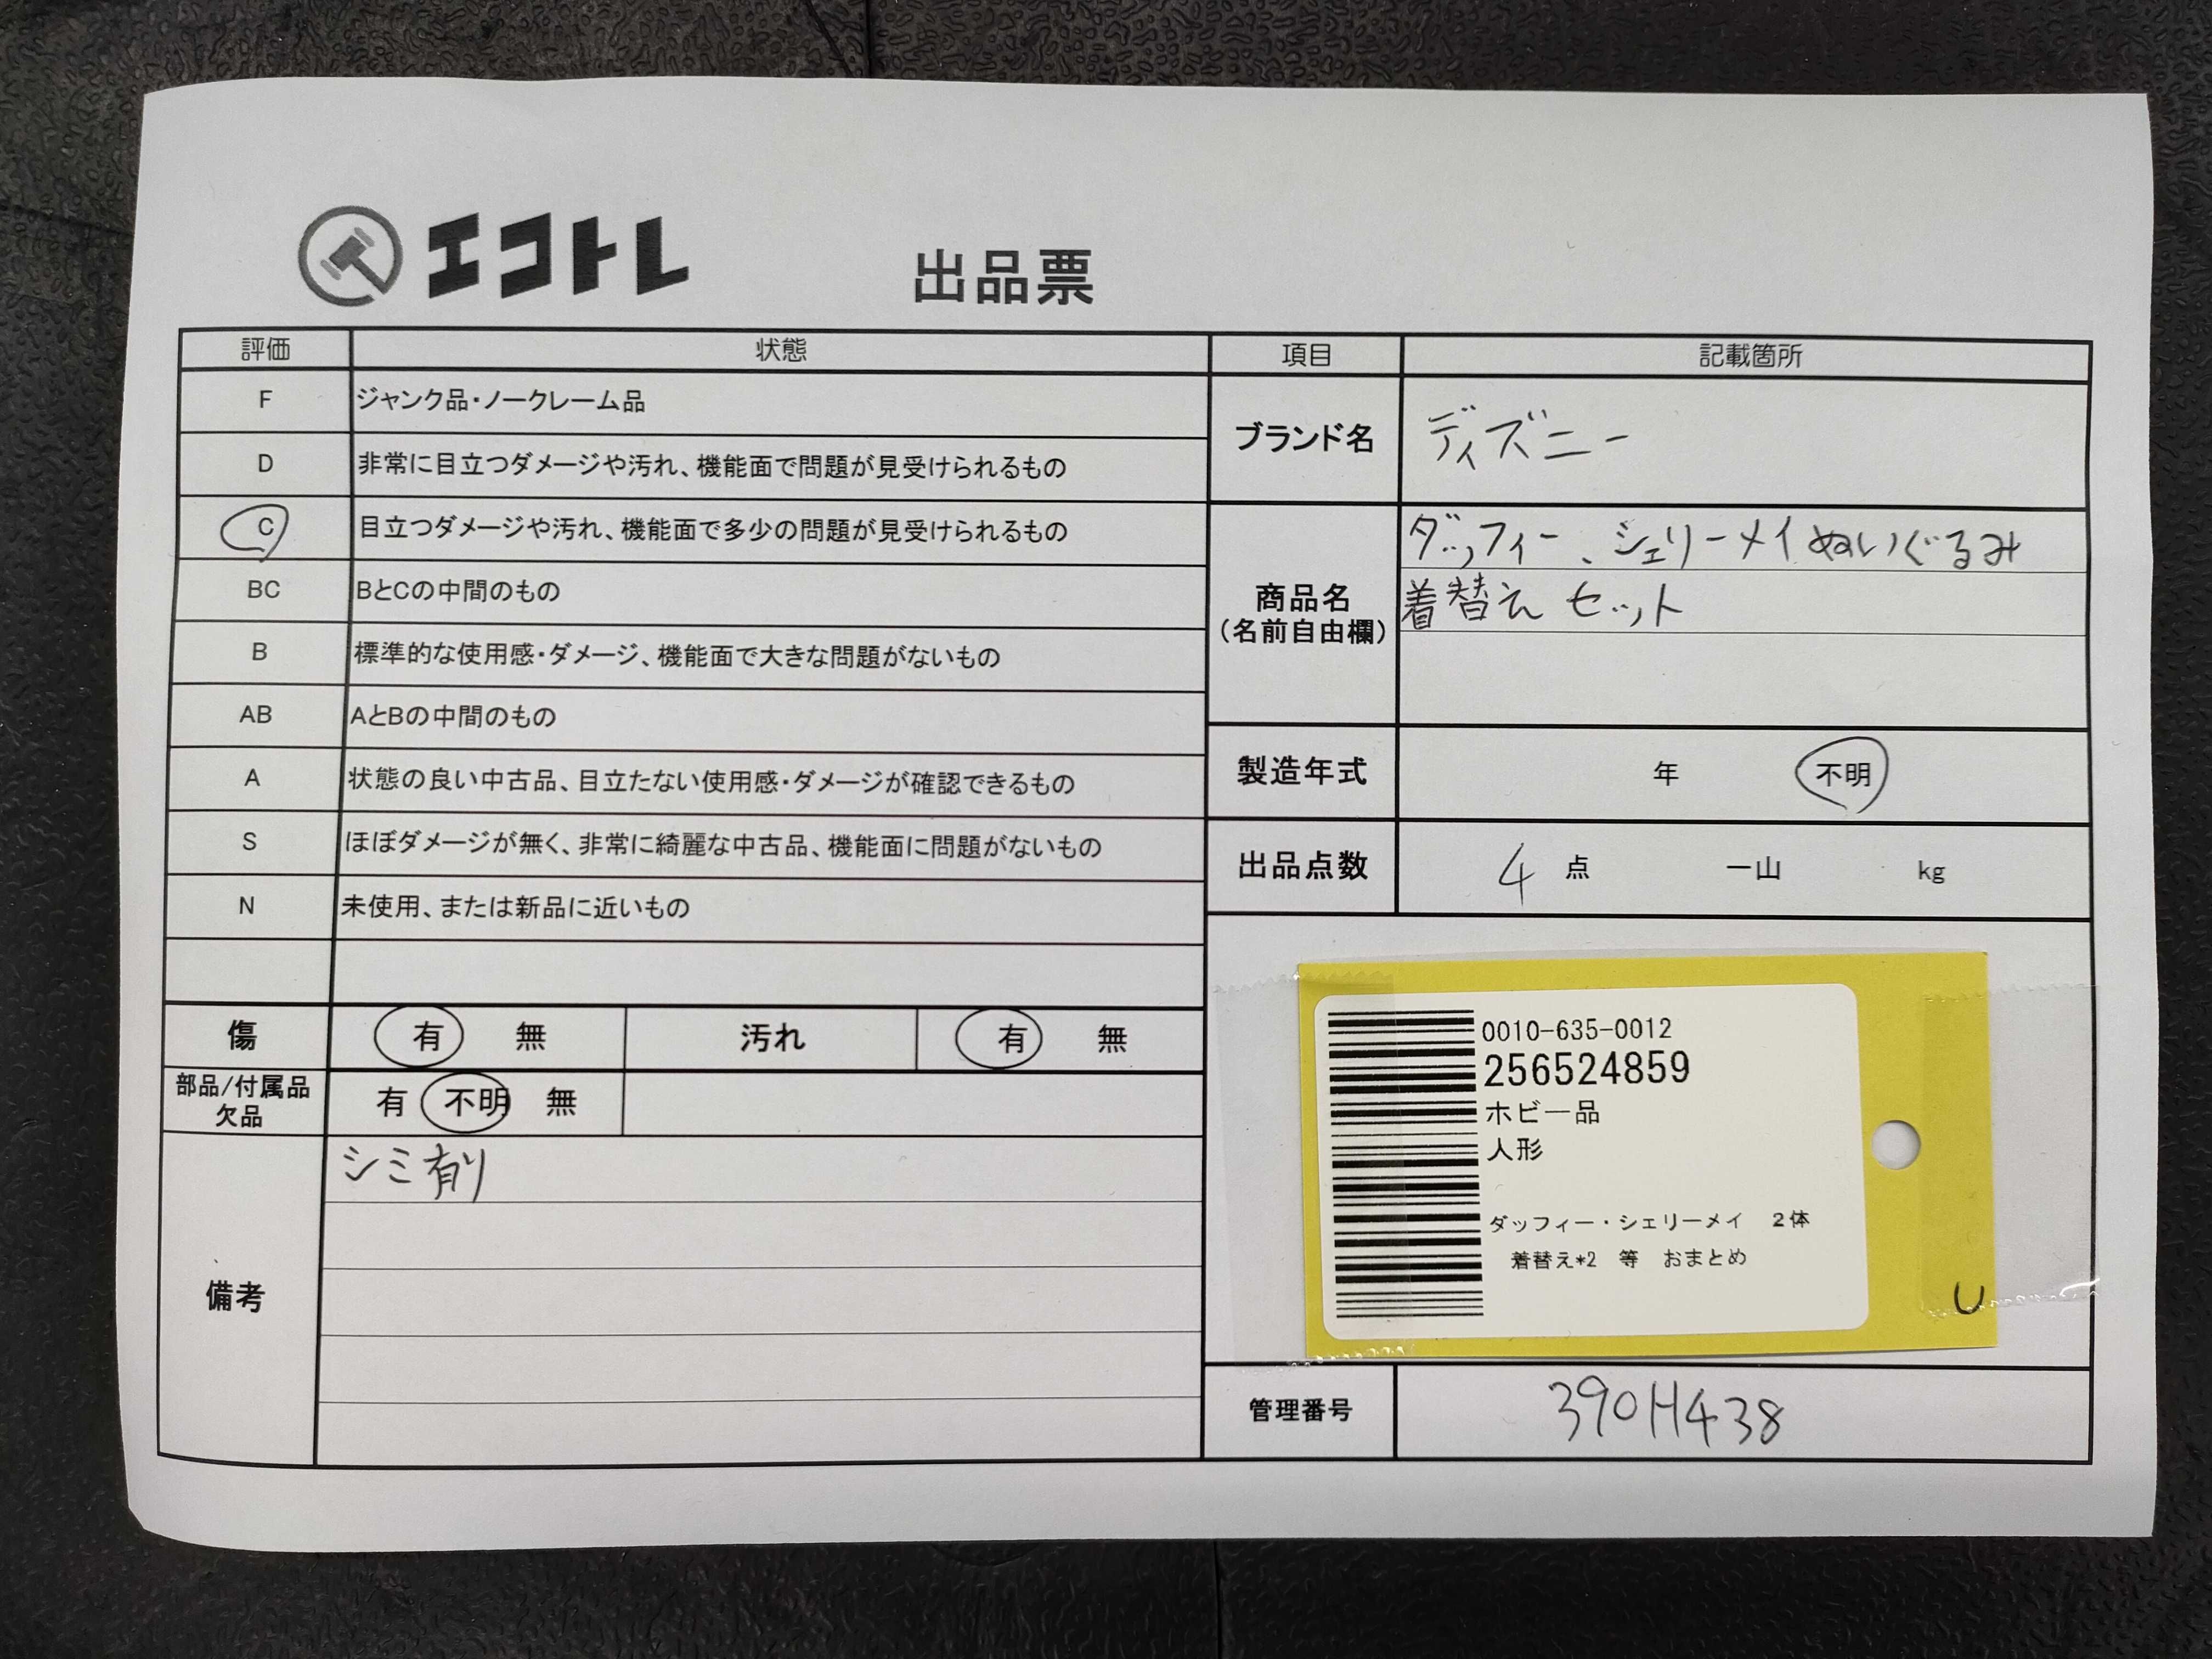 エコトレ
出品票
評価 状態
F ジャンク品・ノークレーム品
D 非常に目立つダメージや汚れ、機能面で問題が見受けられるもの
C 目立つダメージや汚れ、機能面で多少の問題が見受けられるもの
BC BとCの中間のもの
B 標準的な使用感・ダメージ、機能面で大きな問題がないもの
AB AとBの中間のもの
A 状態の良い中古品、目立たない使用感・ダメージが確認できるもの
S ほぼダメージが無く、非常に綺麗な中古品、機能面に問題がないもの
N 未使用、または新品に近いもの
傷 有 無 汚れ 有 無
部品/付属品
欠品 有 不明 無
備考 シミ有り
項目 記載箇所
ブランド名 ディズニー
商品名
(名前自由欄)
ダッフィー、シェリーメイぬいぐるみ
着替えセット
製造年式 年 不明
出品点数 4 点 一山 kg
0010-635-0012
256524859
ホビー品
人形
ダッフィー・シェリーメイ 2体
着替え*2 等 おまとめ
U
管理番号 390H438